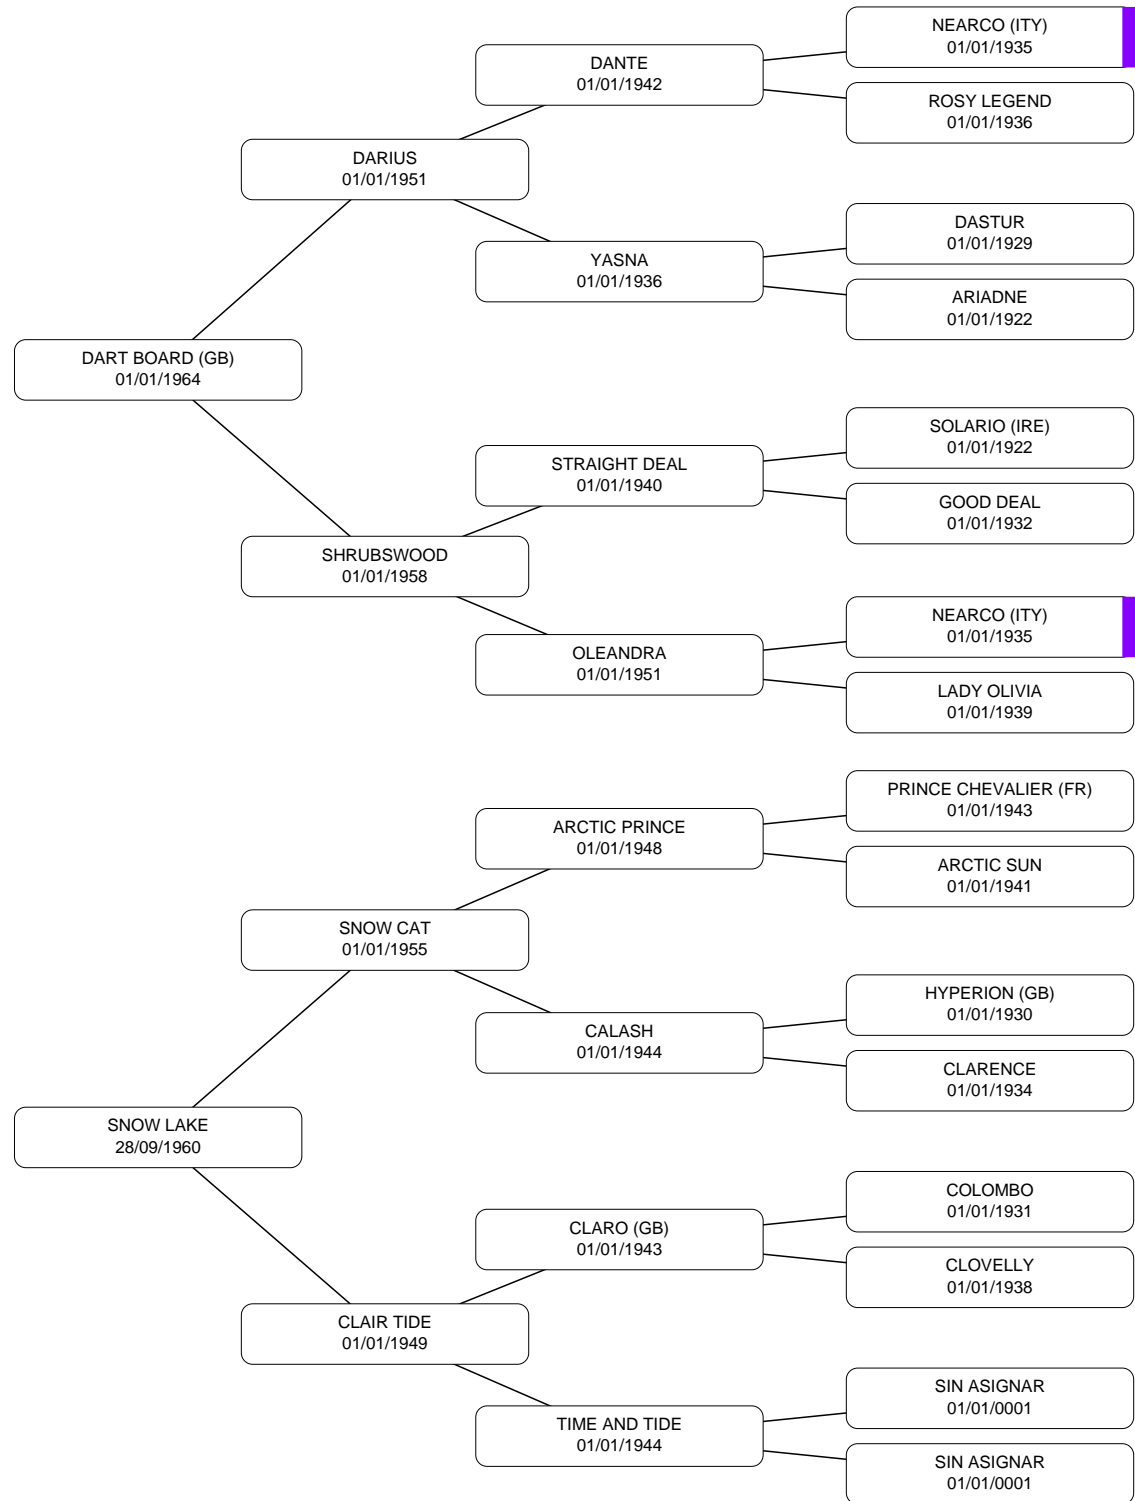 NEARCO (ITY)
01/01/1935
DANTE
01/01/1942
ROSY LEGEND
01/01/1936
DARIUS
01/01/1951
DASTUR
01/01/1929
YASNA
01/01/1936
ARIADNE
01/01/1922
DART BOARD (GB)
01/01/1964
SOLARIO (IRE)
01/01/1922
STRAIGHT DEAL
01/01/1940
GOOD DEAL
01/01/1932
SHRUBSWOOD
01/01/1958
NEARCO (ITY)
01/01/1935
OLEANDRA
01/01/1951
LADY OLIVIA
01/01/1939
PRINCE CHEVALIER (FR)
01/01/1943
ARCTIC PRINCE
01/01/1948
ARCTIC SUN
01/01/1941
SNOW CAT
01/01/1955
HYPERION (GB)
01/01/1930
CALASH
01/01/1944
CLARENCE
01/01/1934
SNOW LAKE
28/09/1960
COLOMBO
01/01/1931
CLARO (GB)
01/01/1943
CLOVELLY
01/01/1938
CLAIR TIDE
01/01/1949
SIN ASIGNAR
01/01/0001
TIME AND TIDE
01/01/1944
SIN ASIGNAR
01/01/0001